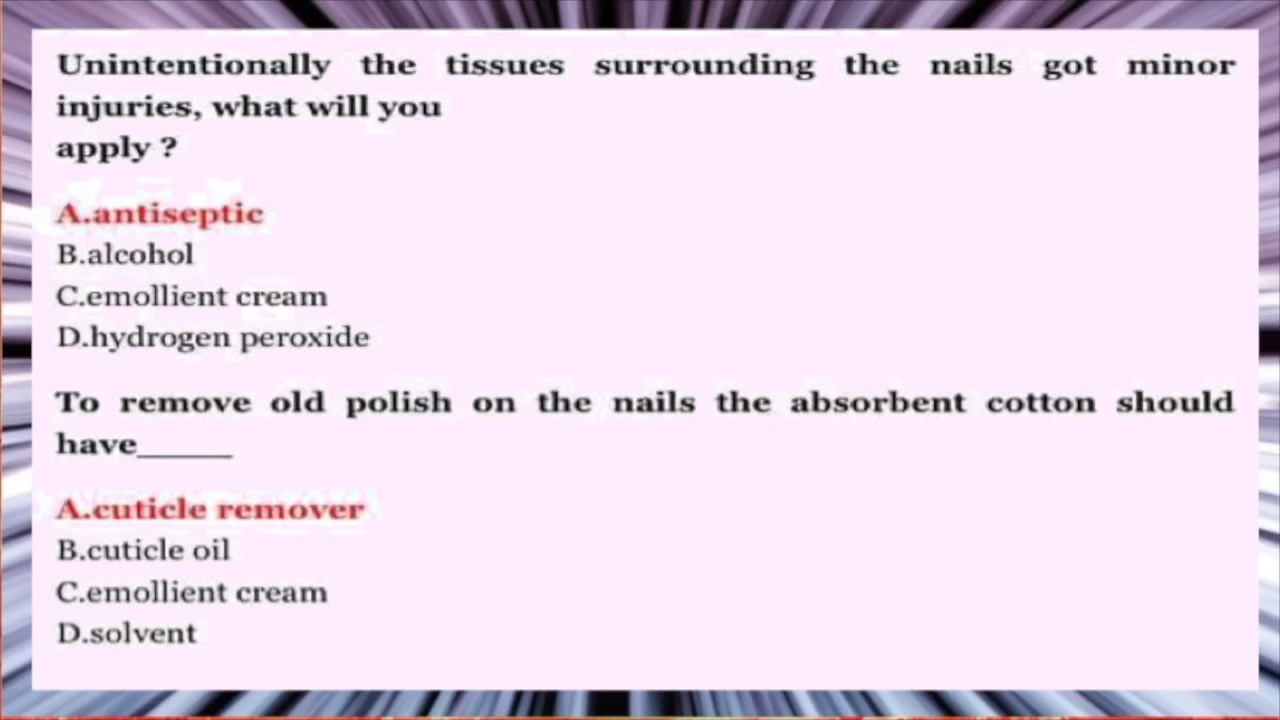 Unintentionally the tissues surrounding the nails got minor
injuries, what will you
apply ?
A.antiseptic
B.alcohol
C.emollient cream
D.hydrogen peroxide
To remove old polish on the nails the absorbent cotton should
have_____
A.cuticle remover
B.cuticle oil
C.emollient cream
D.solvent